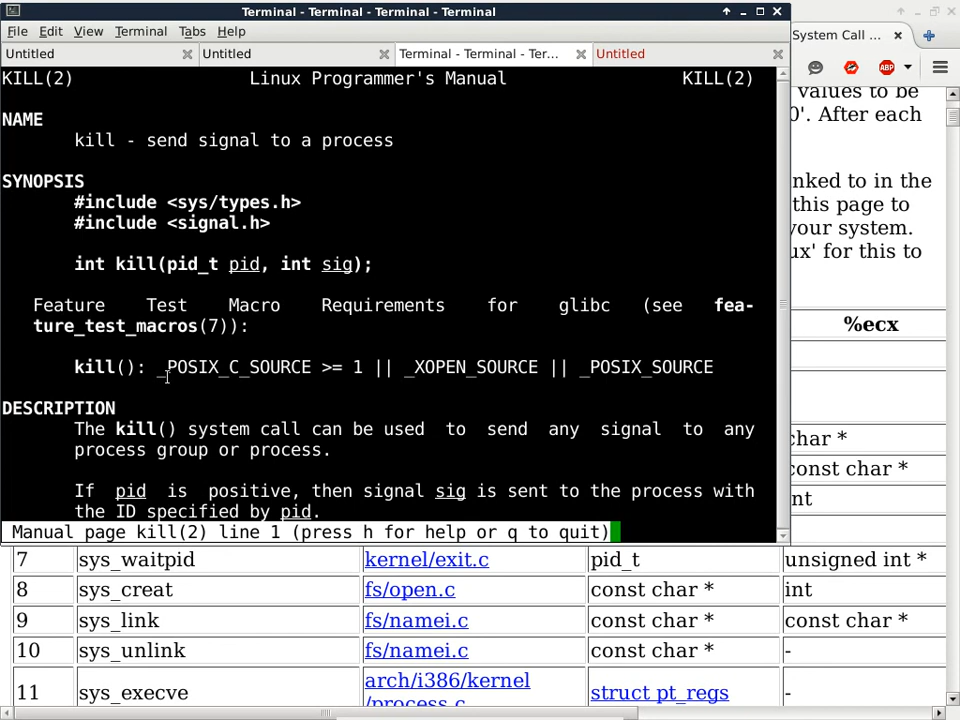 Terminal - Terminal - Terminal - Terminal
File Edit View Terminal Tabs Help
Untitled Untitled Terminal - Terminal - Ter... Untitled
KILL(2) Linux Programmer's Manual KILL(2)
NAME
kill - send signal to a process
SYNOPSIS
#include <sys/types.h>
#include <signal.h>
int kill(pid_t pid, int sig);
Feature Test Macro Requirements for glibc (see fea-
ture_test_macros(7)):
kill(): _POSIX_C_SOURCE >= 1 || _XOPEN_SOURCE || _POSIX_SOURCE
DESCRIPTION
The kill() system call can be used to send any signal to any
process group or process.
If pid is positive, then signal sig is sent to the process with
the ID specified by pid.
Manual page kill(2) line 1 (press h for help or q to quit)
System Call ...
ABP
values to be
0'. After each
nked to in the
this page to
your system.
ux' for this to
%ecx
char *
const char *
int
7 sys_waitpid kernel/exit.c pid_t unsigned int *
8 sys_creat fs/open.c const char * int
9 sys_link fs/namei.c const char * const char *
10 sys_unlink fs/namei.c const char * -
11 sys_execve arch/i386/kernel struct pt_regs -
/process.c